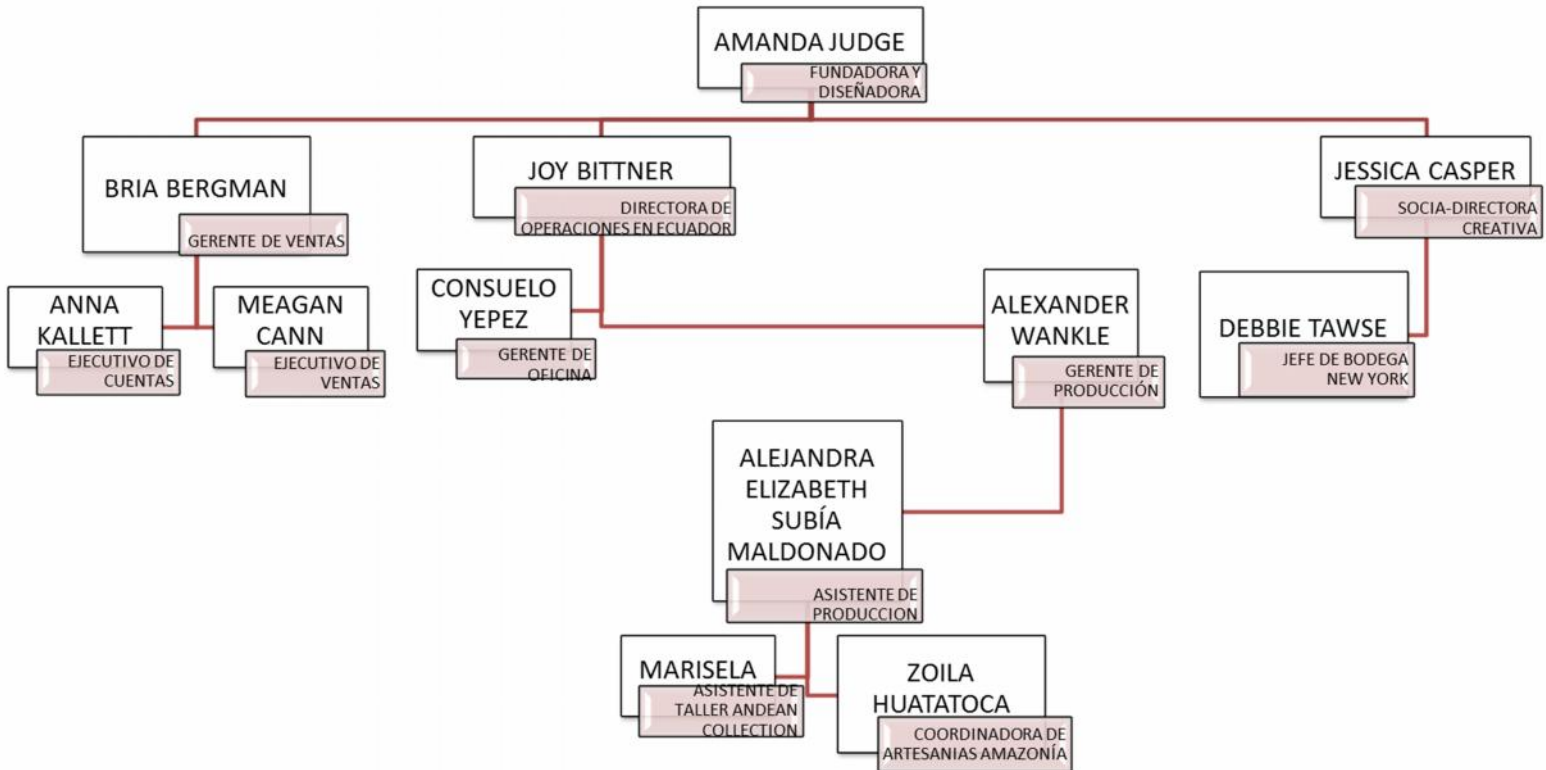 AMANDA JUDGE
FUNDADORA Y
DISEÑADORA
BRIA BERGMAN
GERENTE DE VENTAS
JOY BITTNER
DIRECTORA DE
OPERACIONES EN ECUADOR
JESSICA CASPER
SOCIA-DIRECTORA
CREATIVA
ANNA
KALLETT
EJECUTIVO DE
CUENTAS
MEAGAN
CANN
EJECUTIVO DE
VENTAS
CONSUELO
YEPEZ
GERENTE DE
OFICINA
ALEXANDER
WANKLE
GERENTE DE
PRODUCCIÓN
DEBBIE TAWSE
JEFE DE BODEGA
NEW YORK
ALEJANDRA
ELIZABETH
SUBÍA
MALDONADO
ASISTENTE DE
PRODUCCION
MARISELA
ASISTENTE DE
TALLER ANDEAN
COLLECTION
ZOILA
HUATATOCA
COORDINADORA DE
ARTESANIAS AMAZONÍA